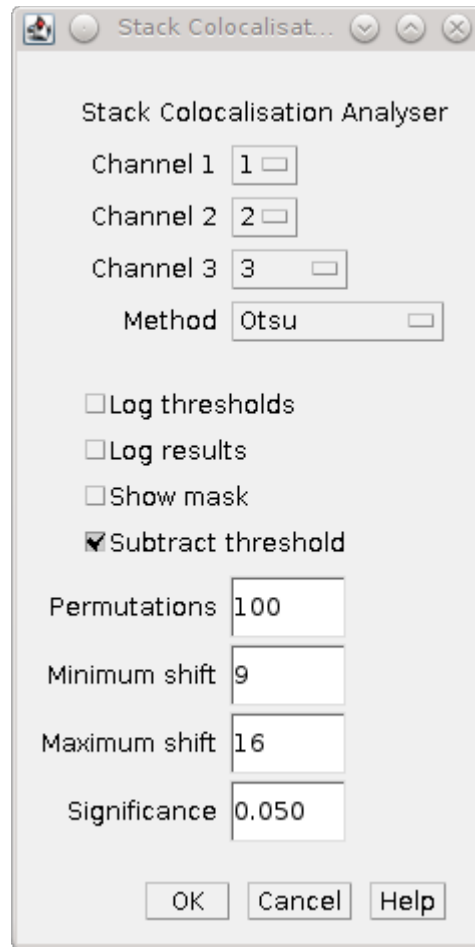 Stack Colocalisat...
Stack Colocalisation Analyser
Channel 1 1
Channel 2 2
Channel 3 3
Method Otsu
Log thresholds
Log results
Show mask
Subtract threshold
Permutations 100
Minimum shift 9
Maximum shift 16
Significance 0.050
OK Cancel Help